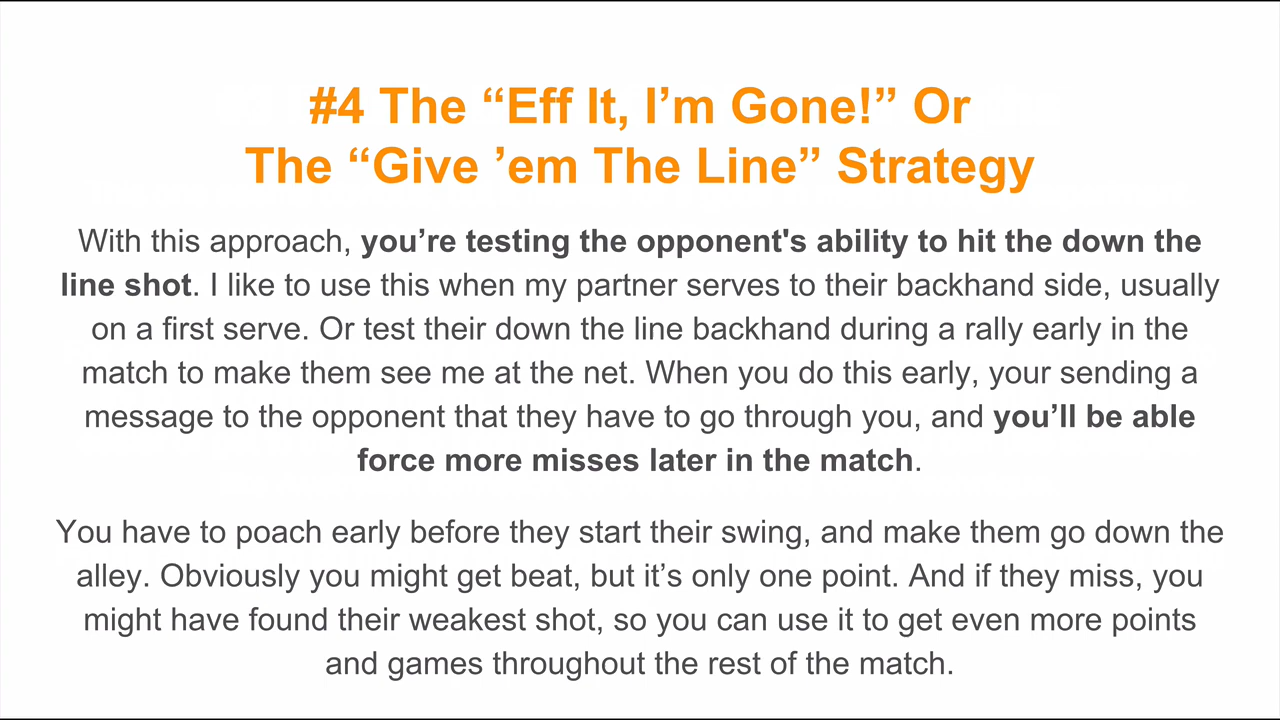 #4 The “Eff It, I’m Gone!” Or
The “Give ’em The Line” Strategy
With this approach, you’re testing the opponent's ability to hit the down the
line shot. I like to use this when my partner serves to their backhand side, usually
on a first serve. Or test their down the line backhand during a rally early in the
match to make them see me at the net. When you do this early, your sending a
message to the opponent that they have to go through you, and you’ll be able
force more misses later in the match.
You have to poach early before they start their swing, and make them go down the
alley. Obviously you might get beat, but it’s only one point. And if they miss, you
might have found their weakest shot, so you can use it to get even more points
and games throughout the rest of the match.